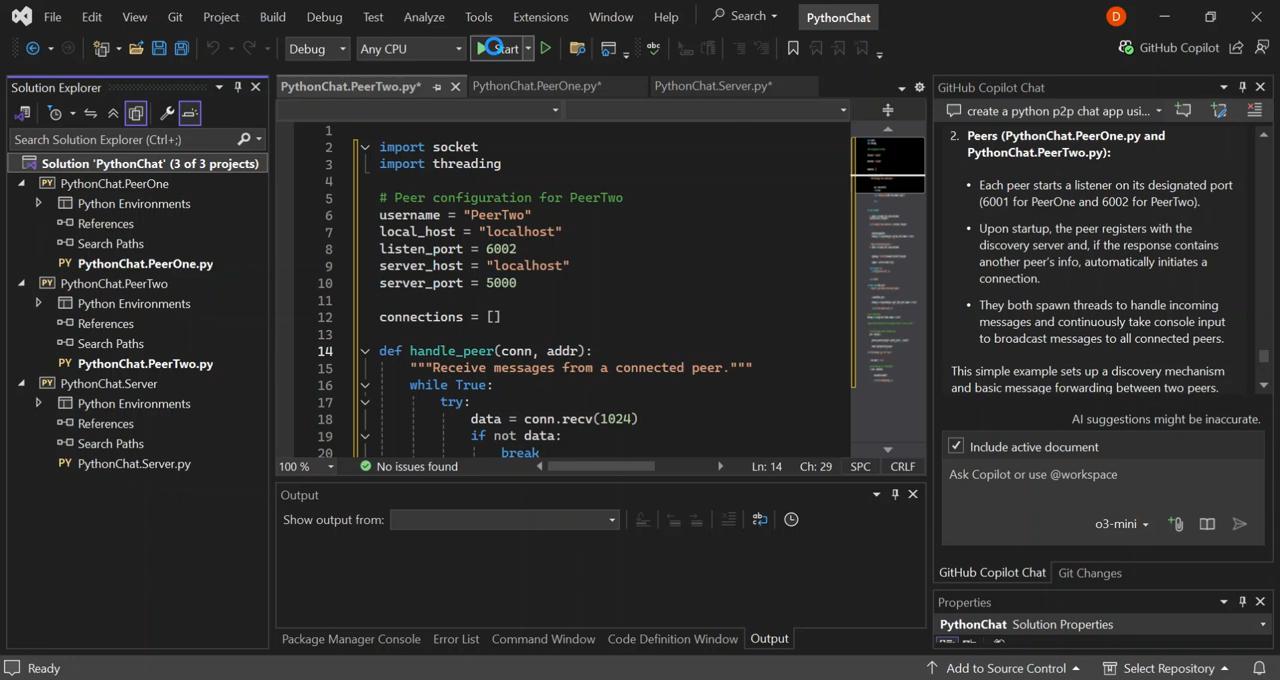 File Edit View Git Project Build Debug Test Analyze Tools Extensions Window Help Search PythonChat D
Debug Any CPU Start abc GitHub Copilot
Solution Explorer
Search Solution Explorer (Ctrl+;)
Solution 'PythonChat' (3 of 3 projects)
PY PythonChat.PeerOne
Python Environments
References
Search Paths
PY PythonChat.PeerOne.py
PY PythonChat.PeerTwo
Python Environments
References
Search Paths
PY PythonChat.PeerTwo.py
PY PythonChat.Server
Python Environments
References
Search Paths
PY PythonChat.Server.py
PythonChat.PeerTwo.py* PythonChat.PeerOne.py* PythonChat.Server.py*
1
2 import socket
3 import threading
4
5 # Peer configuration for PeerTwo
6 username = "PeerTwo"
7 local_host = "localhost"
8 listen_port = 6002
9 server_host = "localhost"
10 server_port = 5000
11
12 connections = []
13
14 def handle_peer(conn, addr):
15 """Receive messages from a connected peer."""
16 while True:
17 try:
18 data = conn.recv(1024)
19 if not data:
20 break
100 % No issues found Ln: 14 Ch: 29 SPC CRLF
Output
Show output from:
Package Manager Console Error List Command Window Code Definition Window Output
GitHub Copilot Chat
create a python p2p chat app usi...
2. Peers (PythonChat.PeerOne.py and
PythonChat.PeerTwo.py):
• Each peer starts a listener on its designated port
(6001 for PeerOne and 6002 for PeerTwo).
• Upon startup, the peer registers with the
discovery server and, if the response contains
another peer's info, automatically initiates a
connection.
• They both spawn threads to handle incoming
messages and continuously take console input
to broadcast messages to all connected peers.
This simple example sets up a discovery mechanism
and basic message forwarding between two peers.
AI suggestions might be inaccurate.
Include active document
Ask Copilot or use @workspace
o3-mini
GitHub Copilot Chat Git Changes
Properties
PythonChat Solution Properties
Ready Add to Source Control Select Repository